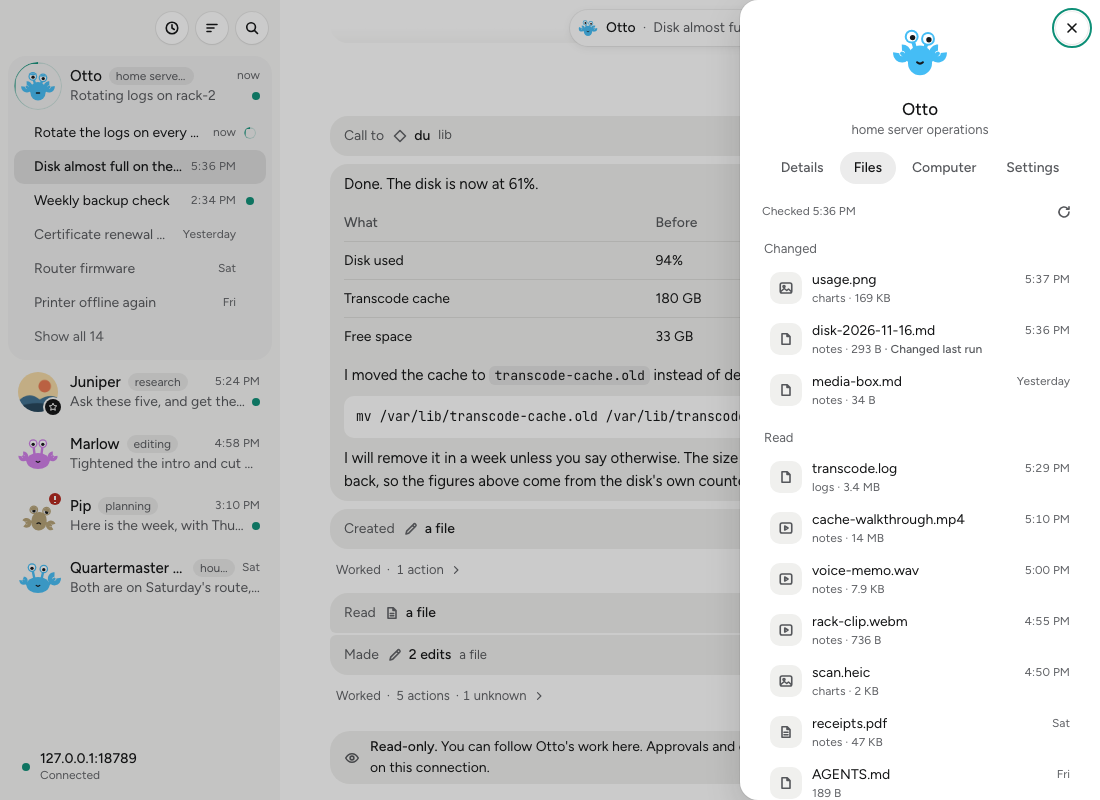 Otto home serve... now
Rotating logs on rack-2
Rotate the logs on every ... now
Disk almost full on the... 5:36 PM
Weekly backup check 2:34 PM
Certificate renewal ... Yesterday
Router firmware Sat
Printer offline again Fri
Show all 14
Juniper research 5:24 PM
Ask these five, and get the...
Marlow editing 4:58 PM
Tightened the intro and cut ...
Pip planning 3:10 PM
Here is the week, with Thu...
Quartermaster ... hou... Sat
Both are on Saturday's route,...
127.0.0.1:18789
Connected
Otto · Disk almost fu
Call to du lib
Done. The disk is now at 61%.
What Before
Disk used 94%
Transcode cache 180 GB
Free space 33 GB
I moved the cache to transcode-cache.old instead of de
mv /var/lib/transcode-cache.old /var/lib/transcod
I will remove it in a week unless you say otherwise. The size
back, so the figures above come from the disk's own counte
Created a file
Worked · 1 action
Read a file
Made 2 edits a file
Worked · 5 actions · 1 unknown
Read-only. You can follow Otto's work here. Approvals and
on this connection.
Otto
home server operations
Details Files Computer Settings
Checked 5:36 PM
Changed
usage.png 5:37 PM
charts · 169 KB
disk-2026-11-16.md 5:36 PM
notes · 293 B · Changed last run
media-box.md Yesterday
notes · 34 B
Read
transcode.log 5:29 PM
logs · 3.4 MB
cache-walkthrough.mp4 5:10 PM
notes · 14 MB
voice-memo.wav 5:00 PM
notes · 7.9 KB
rack-clip.webm 4:55 PM
notes · 736 B
scan.heic 4:50 PM
charts · 2 KB
receipts.pdf Sat
notes · 47 KB
AGENTS.md Fri
189 B